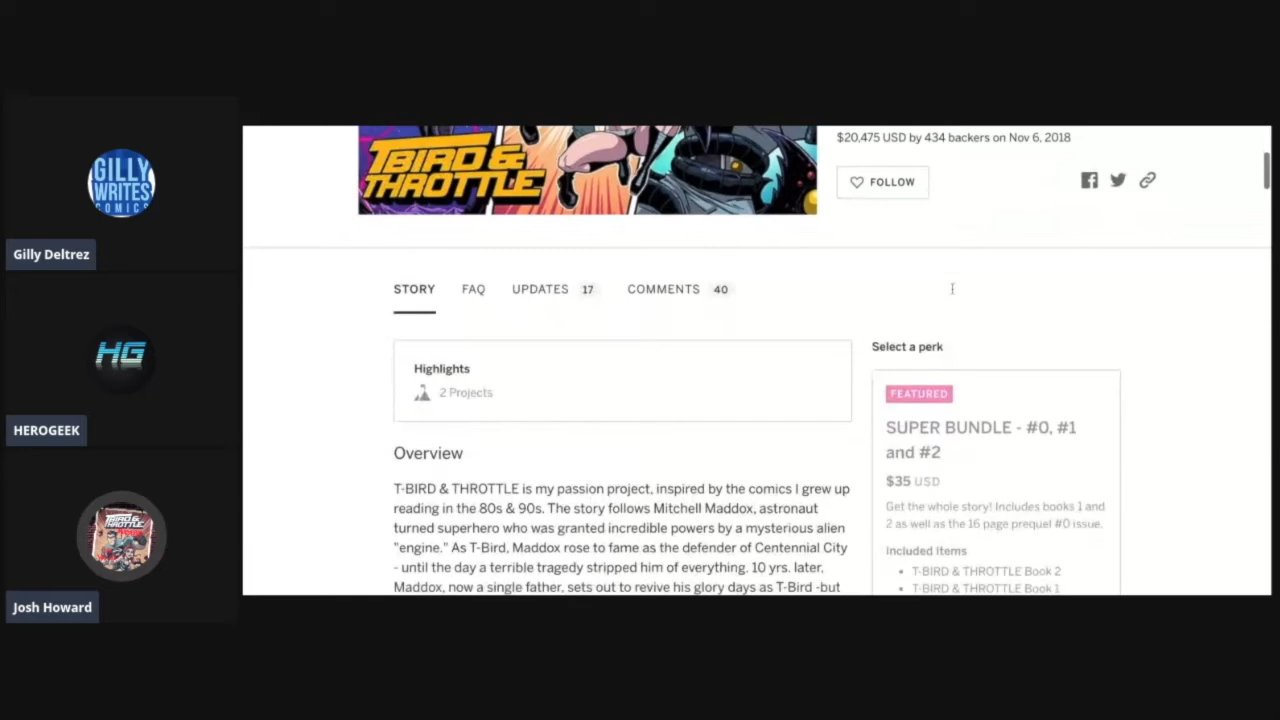 GILLY
WRITES
COMICS
Gilly Deltrez
HG
HEROGEEK
T-BIRD &
THROTTLE
Josh Howard
T-BIRD &
THROTTLE
$20,475 USD by 434 backers on Nov 6, 2018
FOLLOW
STORY FAQ UPDATES 17 COMMENTS 40
Highlights
2 Projects
Overview
T-BIRD & THROTTLE is my passion project, inspired by the comics I grew up
reading in the 80s & 90s. The story follows Mitchell Maddox, astronaut
turned superhero who was granted incredible powers by a mysterious alien
"engine." As T-Bird, Maddox rose to fame as the defender of Centennial City
- until the day a terrible tragedy stripped him of everything. 10 yrs. later,
Maddox, now a single father, sets out to revive his glory days as T-Bird -but
Select a perk
FEATURED
SUPER BUNDLE - #0, #1
and #2
$35 USD
Get the whole story! Includes books 1 and
2 as well as the 16 page prequel #0 issue.
Included Items
• T-BIRD & THROTTLE Book 2
• T-BIRD & THROTTLE Book 1